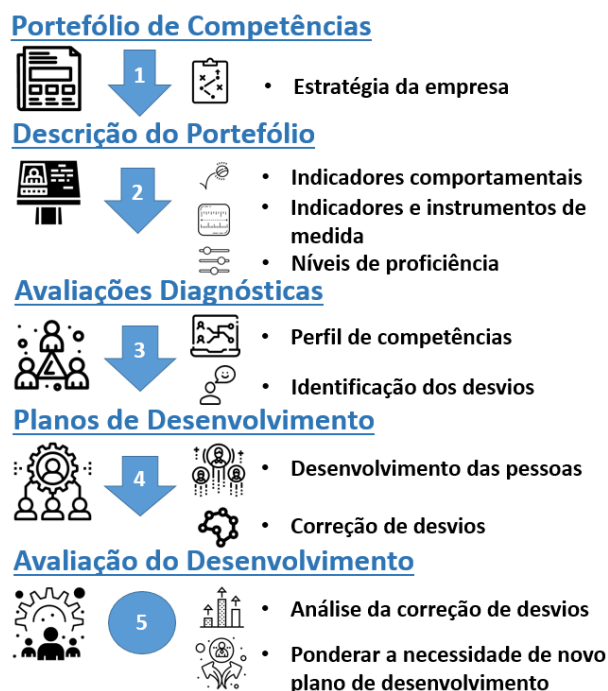 Portefólio de Competências
1
• Estratégia da empresa
Descrição do Portefólio
2
• Indicadores comportamentais
• Indicadores e instrumentos de
medida
• Níveis de proficiência
Avaliações Diagnósticas
3
• Perfil de competências
• Identificação dos desvios
Planos de Desenvolvimento
4
• Desenvolvimento das pessoas
• Correção de desvios
Avaliação do Desenvolvimento
5
• Análise da correção de desvios
• Ponderar a necessidade de novo
plano de desenvolvimento